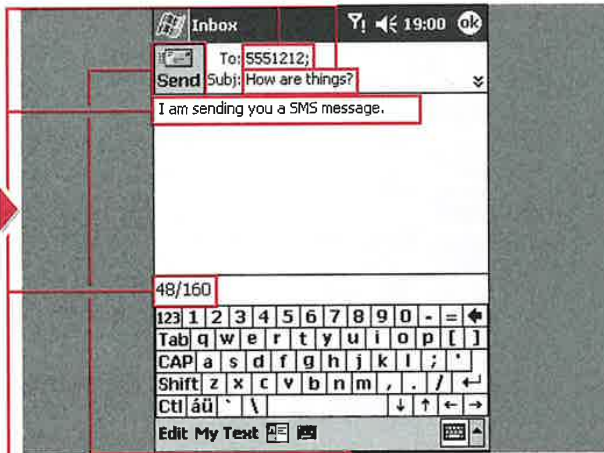 Inbox 19:00 ok
To: 5551212;
Send Subj: How are things?
I am sending you a SMS message.
48/160
123 1 2 3 4 5 6 7 8 9 0 - =
Tab q w e r t y u i o p [ ]
CAP a s d f g h j k l ; '
Shift z x c v b n m , . /
Ctl áü ` \
Edit My Text